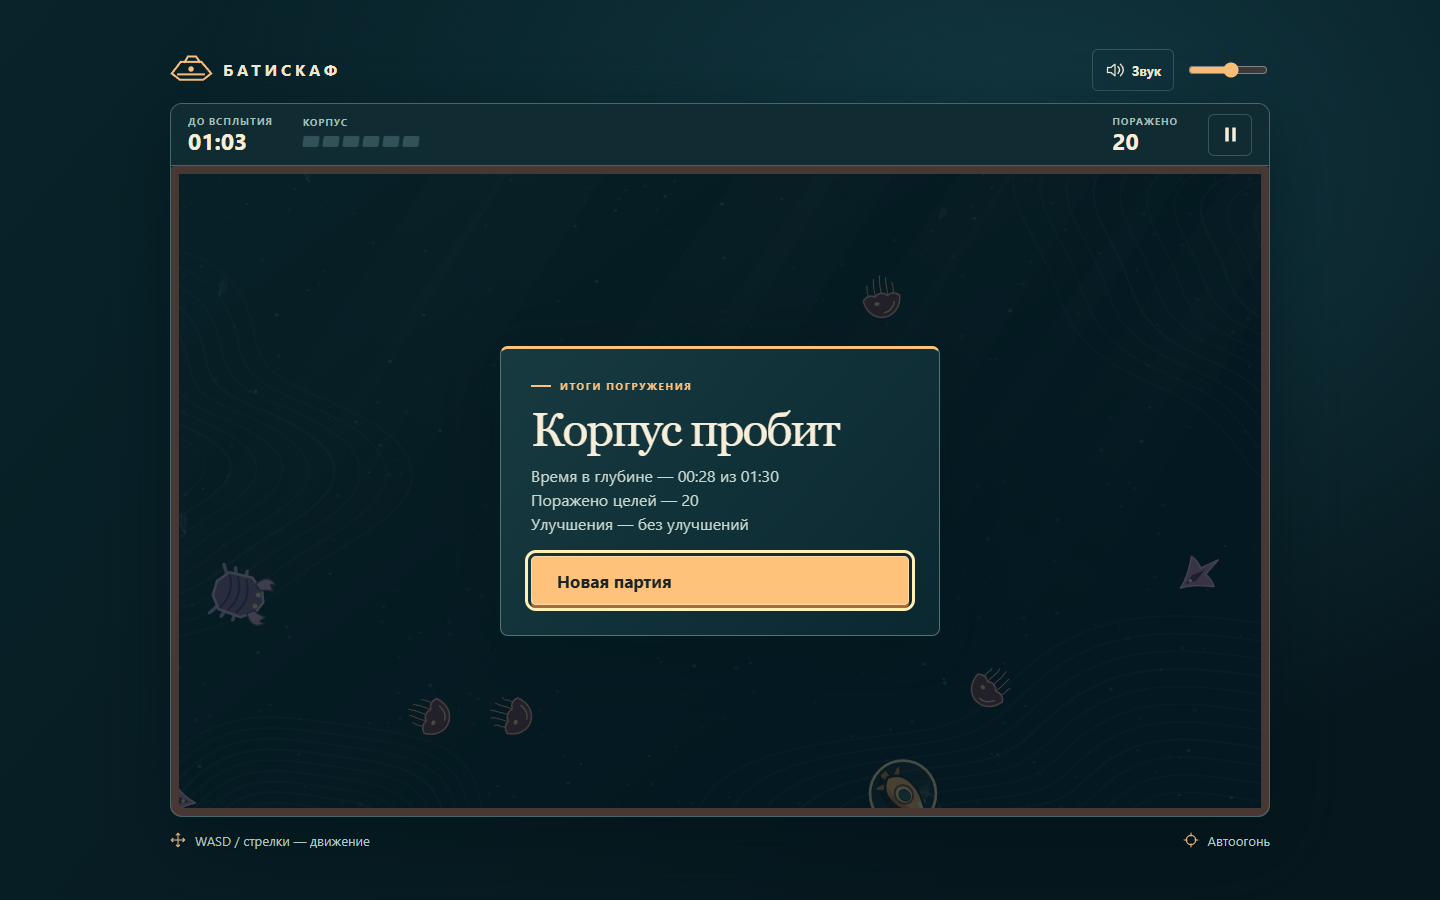 БАТИСКАФ
Звук
ДО ВСПЛЫТИЯ
01:03
КОРПУС
ПОРАЖЕНО
20
ИТОГИ ПОГРУЖЕНИЯ
Корпус пробит
Время в глубине — 00:28 из 01:30
Поражено целей — 20
Улучшения — без улучшений
Новая партия
WASD / стрелки — движение
Автоогонь